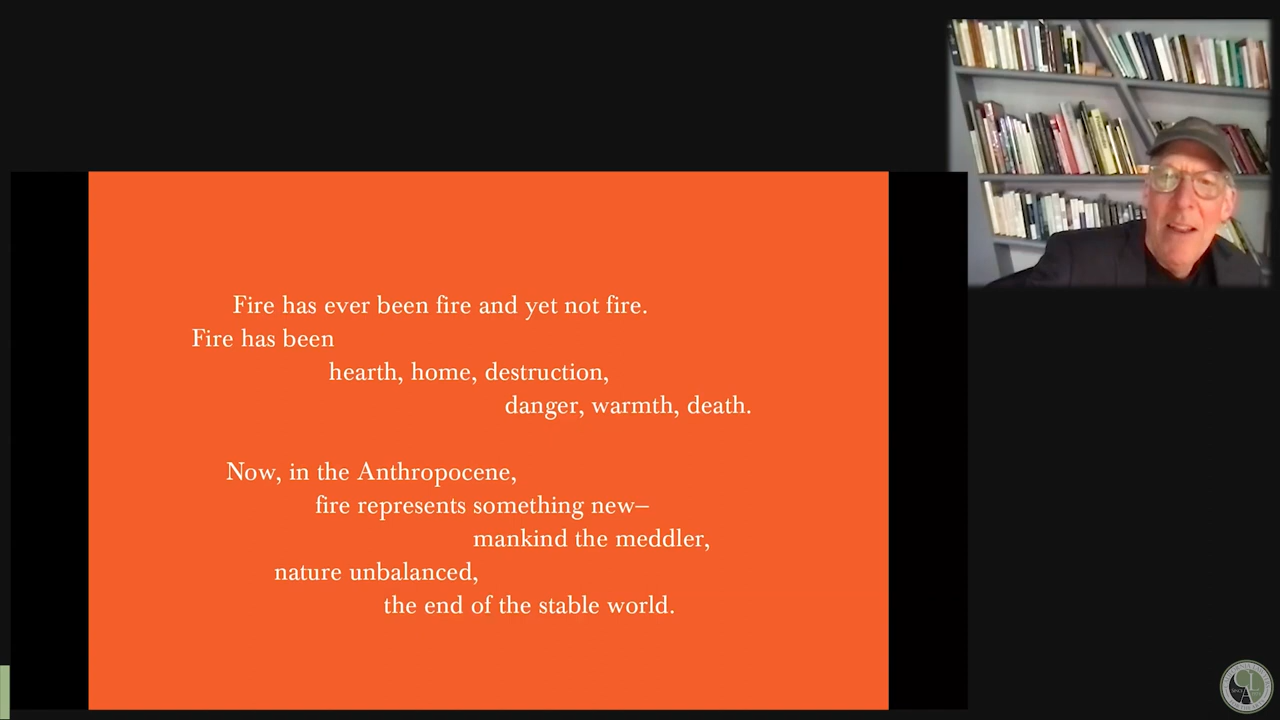 Fire has ever been fire and yet not fire.
Fire has been
hearth, home, destruction,
danger, warmth, death.
Now, in the Anthropocene,
fire represents something new–
mankind the meddler,
nature unbalanced,
the end of the stable world.